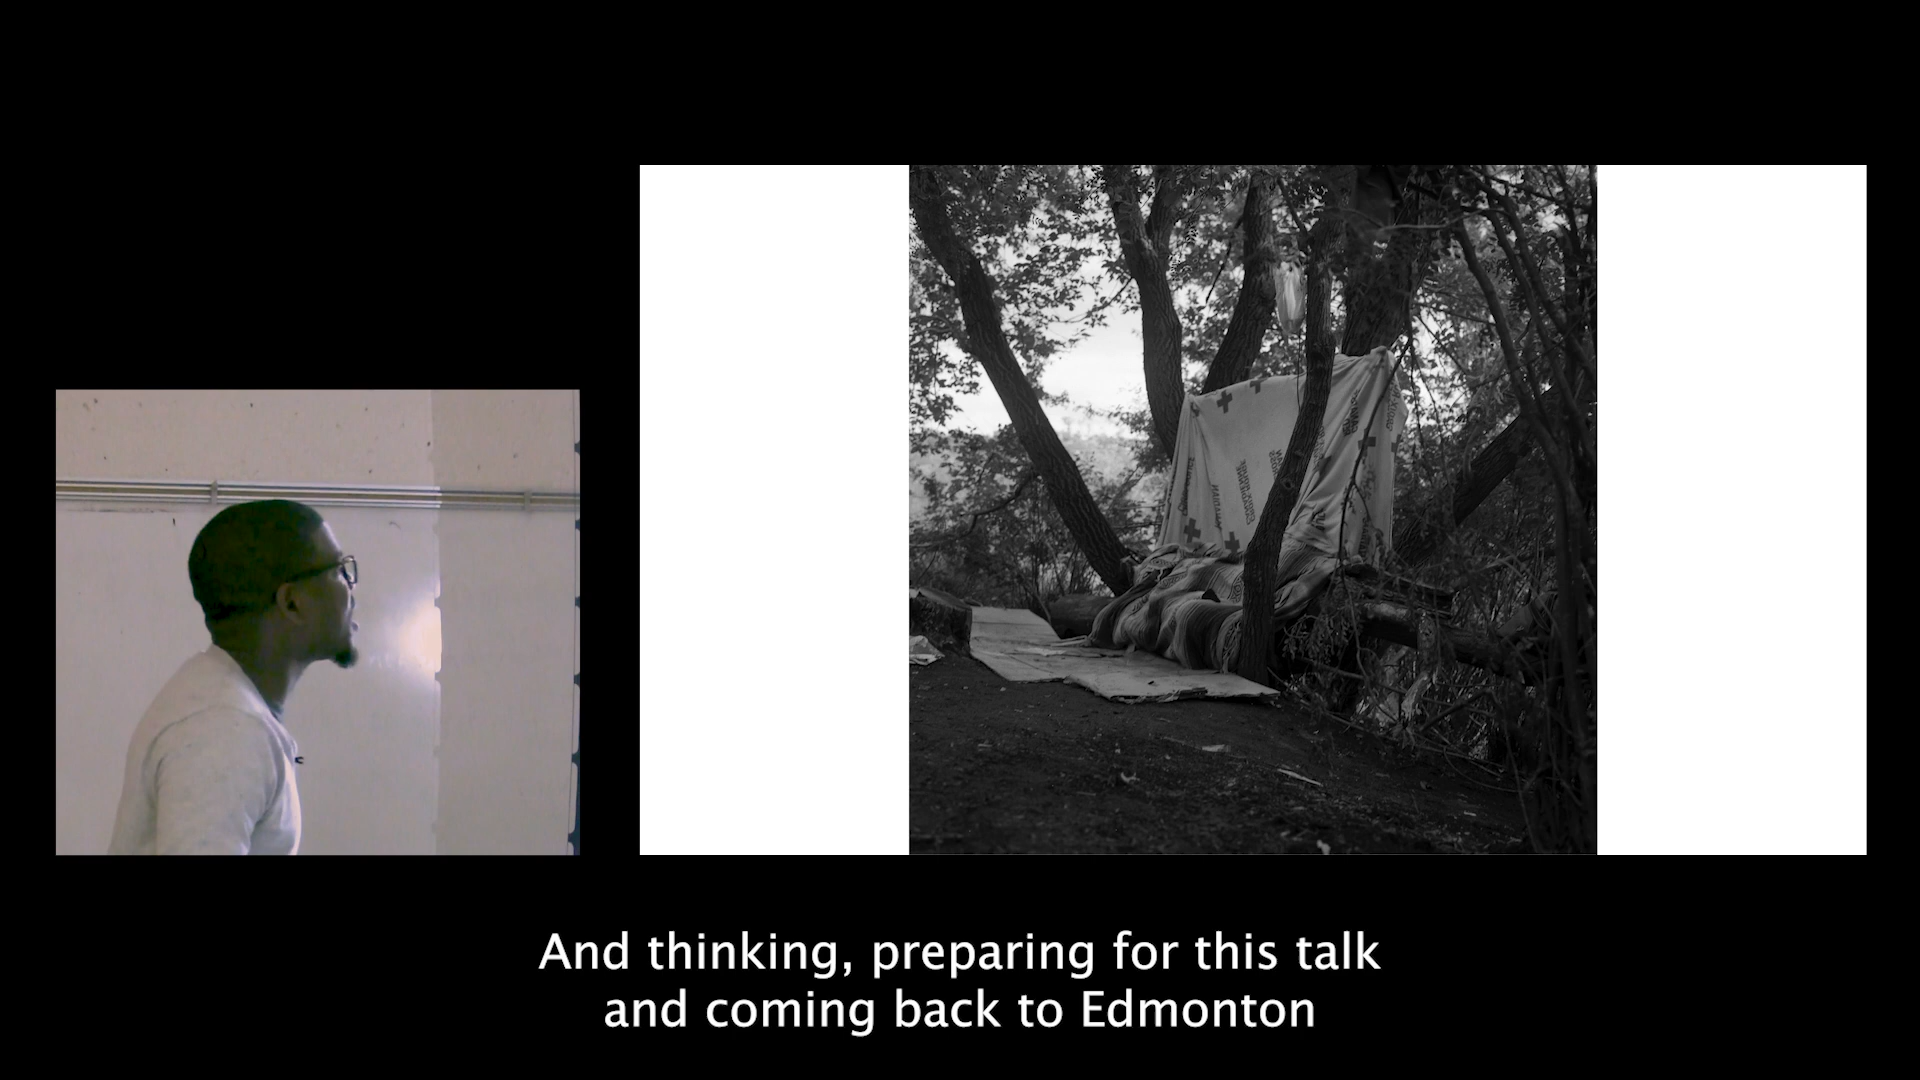 And thinking, preparing for this talk
and coming back to Edmonton